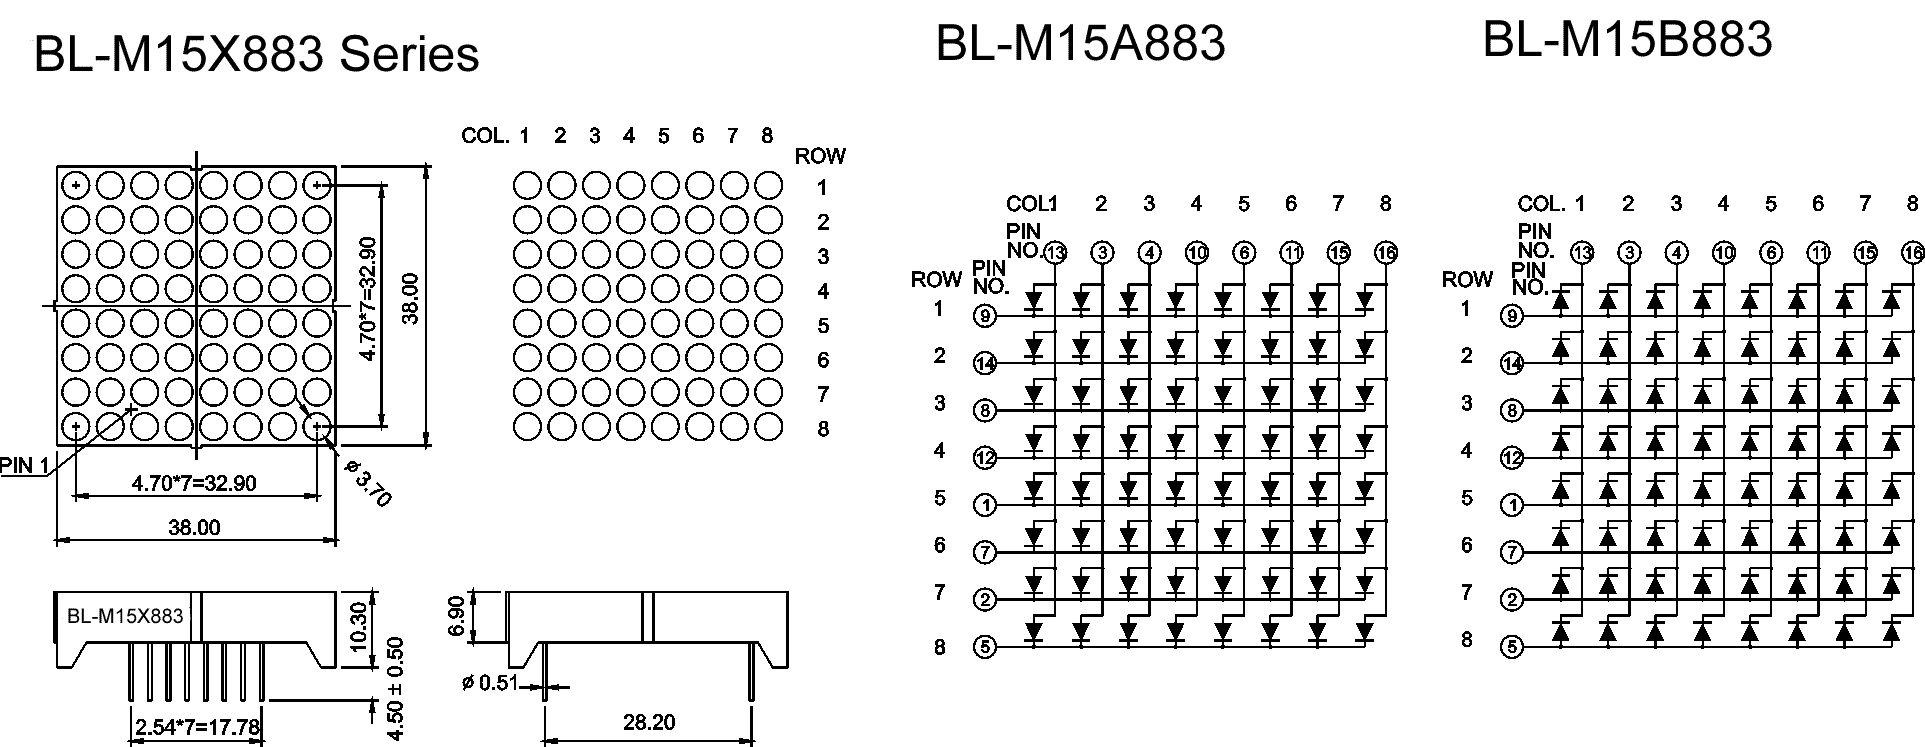 BL-M15X883 Series
BL-M15A883
BL-M15B883
COL. 1 2 3 4 5 6 7 8
ROW
1
2
3
4
5
6
7
8
4.70*7=32.90
38.00
PIN 1
ø 3.70
4.70*7=32.90
38.00
BL-M15X883
10.30
4.50 ± 0.50
2.54*7=17.78
6.90
ø 0.51
28.20
COL.1 2 3 4 5 6 7 8
PIN
NO. 13 3 4 10 6 11 15 16
ROW PIN
NO.
1 9
2 14
3 8
4 12
5 1
6 7
7 2
8 5
COL. 1 2 3 4 5 6 7 8
PIN
NO. 13 3 4 10 6 11 15 16
ROW PIN
NO.
1 9
2 14
3 8
4 12
5 1
6 7
7 2
8 5